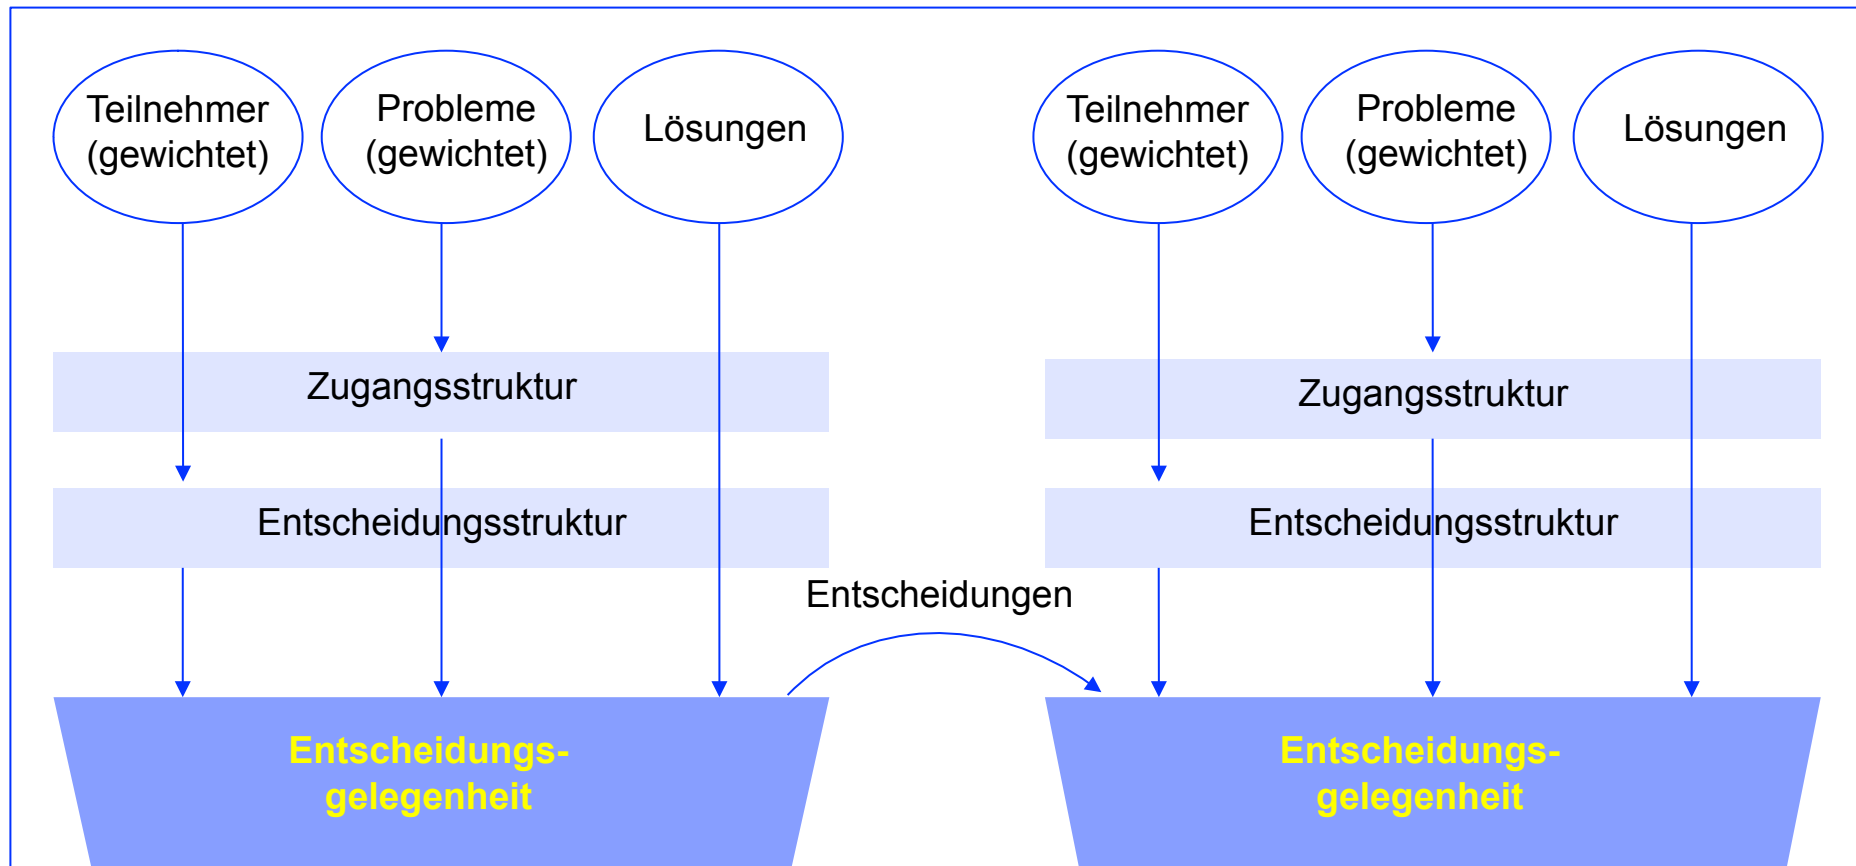 Teilnehmer
(gewichtet)
Probleme
(gewichtet)
Lösungen
Zugangsstruktur
Entscheidungsstruktur
Entscheidungs-
gelegenheit
Entscheidungen
Teilnehmer
(gewichtet)
Probleme
(gewichtet)
Lösungen
Zugangsstruktur
Entscheidungsstruktur
Entscheidungs-
gelegenheit